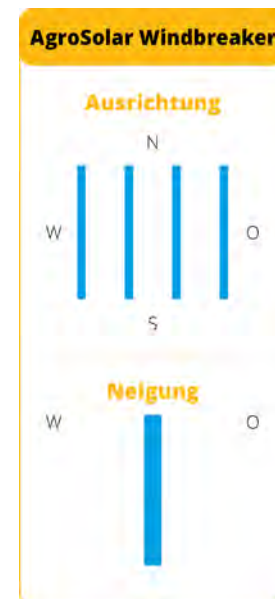 AgroSolar Windbreaker
Ausrichtung
N
W O
S
Neigung
W O